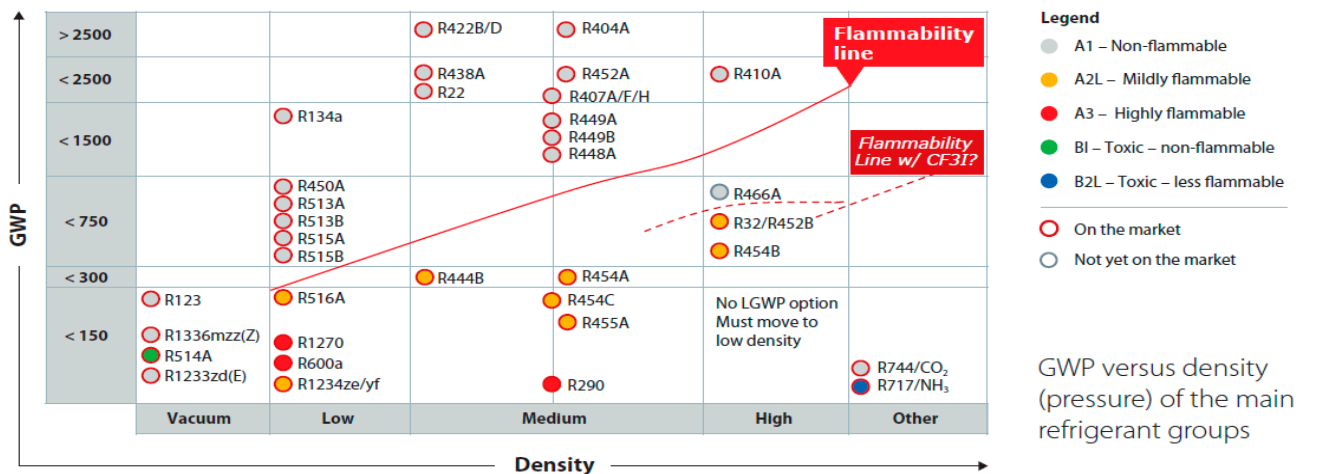 GWP
> 2500
R422B/D
R404A
Flammability
line
< 2500
R438A
R22
R452A
R407A/F/H
R410A
< 1500
R134a
R449A
R449B
R448A
Flammability
Line w/ CF3I?
< 750
R450A
R513A
R513B
R515A
R515B
R466A
R32/R452B
R454B
< 300
R444B
R454A
< 150
R123
R1336mzz(Z)
R514A
R1233zd(E)
R516A
R1270
R600a
R1234ze/yf
R454C
R455A
R290
No LGWP option
Must move to
low density
R744/CO₂
R717/NH₃
Vacuum
Low
Medium
High
Other
Density
Legend
A1 – Non-flammable
A2L – Mildly flammable
A3 – Highly flammable
BI – Toxic – non-flammable
B2L – Toxic – less flammable
On the market
Not yet on the market
GWP versus density
(pressure) of the main
refrigerant groups